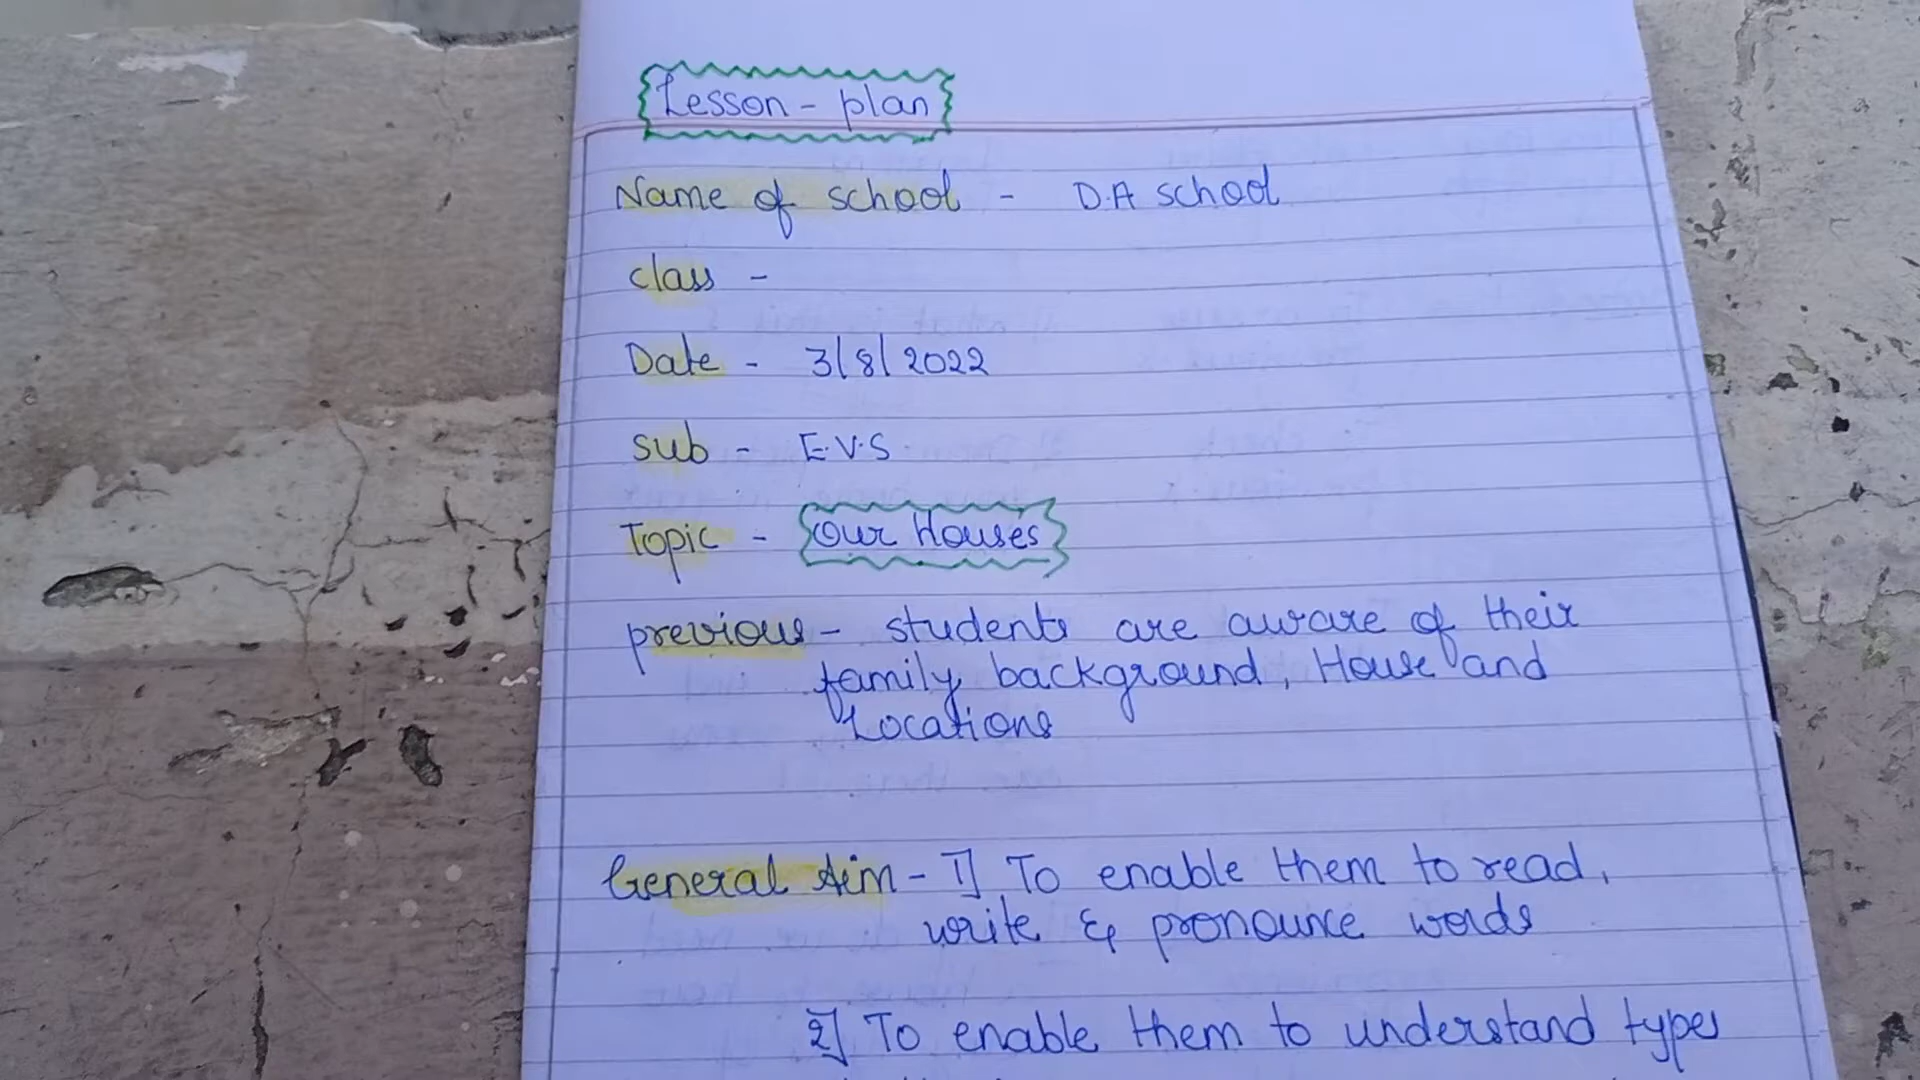 Lesson - plan
Name of school - D.A school
class -
Date - 3/8/2022
sub - E.V.S
Topic - Our Houses
previous - students are aware of their
family background, House and
Locations
General Aim - 1] To enable them to read,
write & pronounce words
2] To enable them to understand types